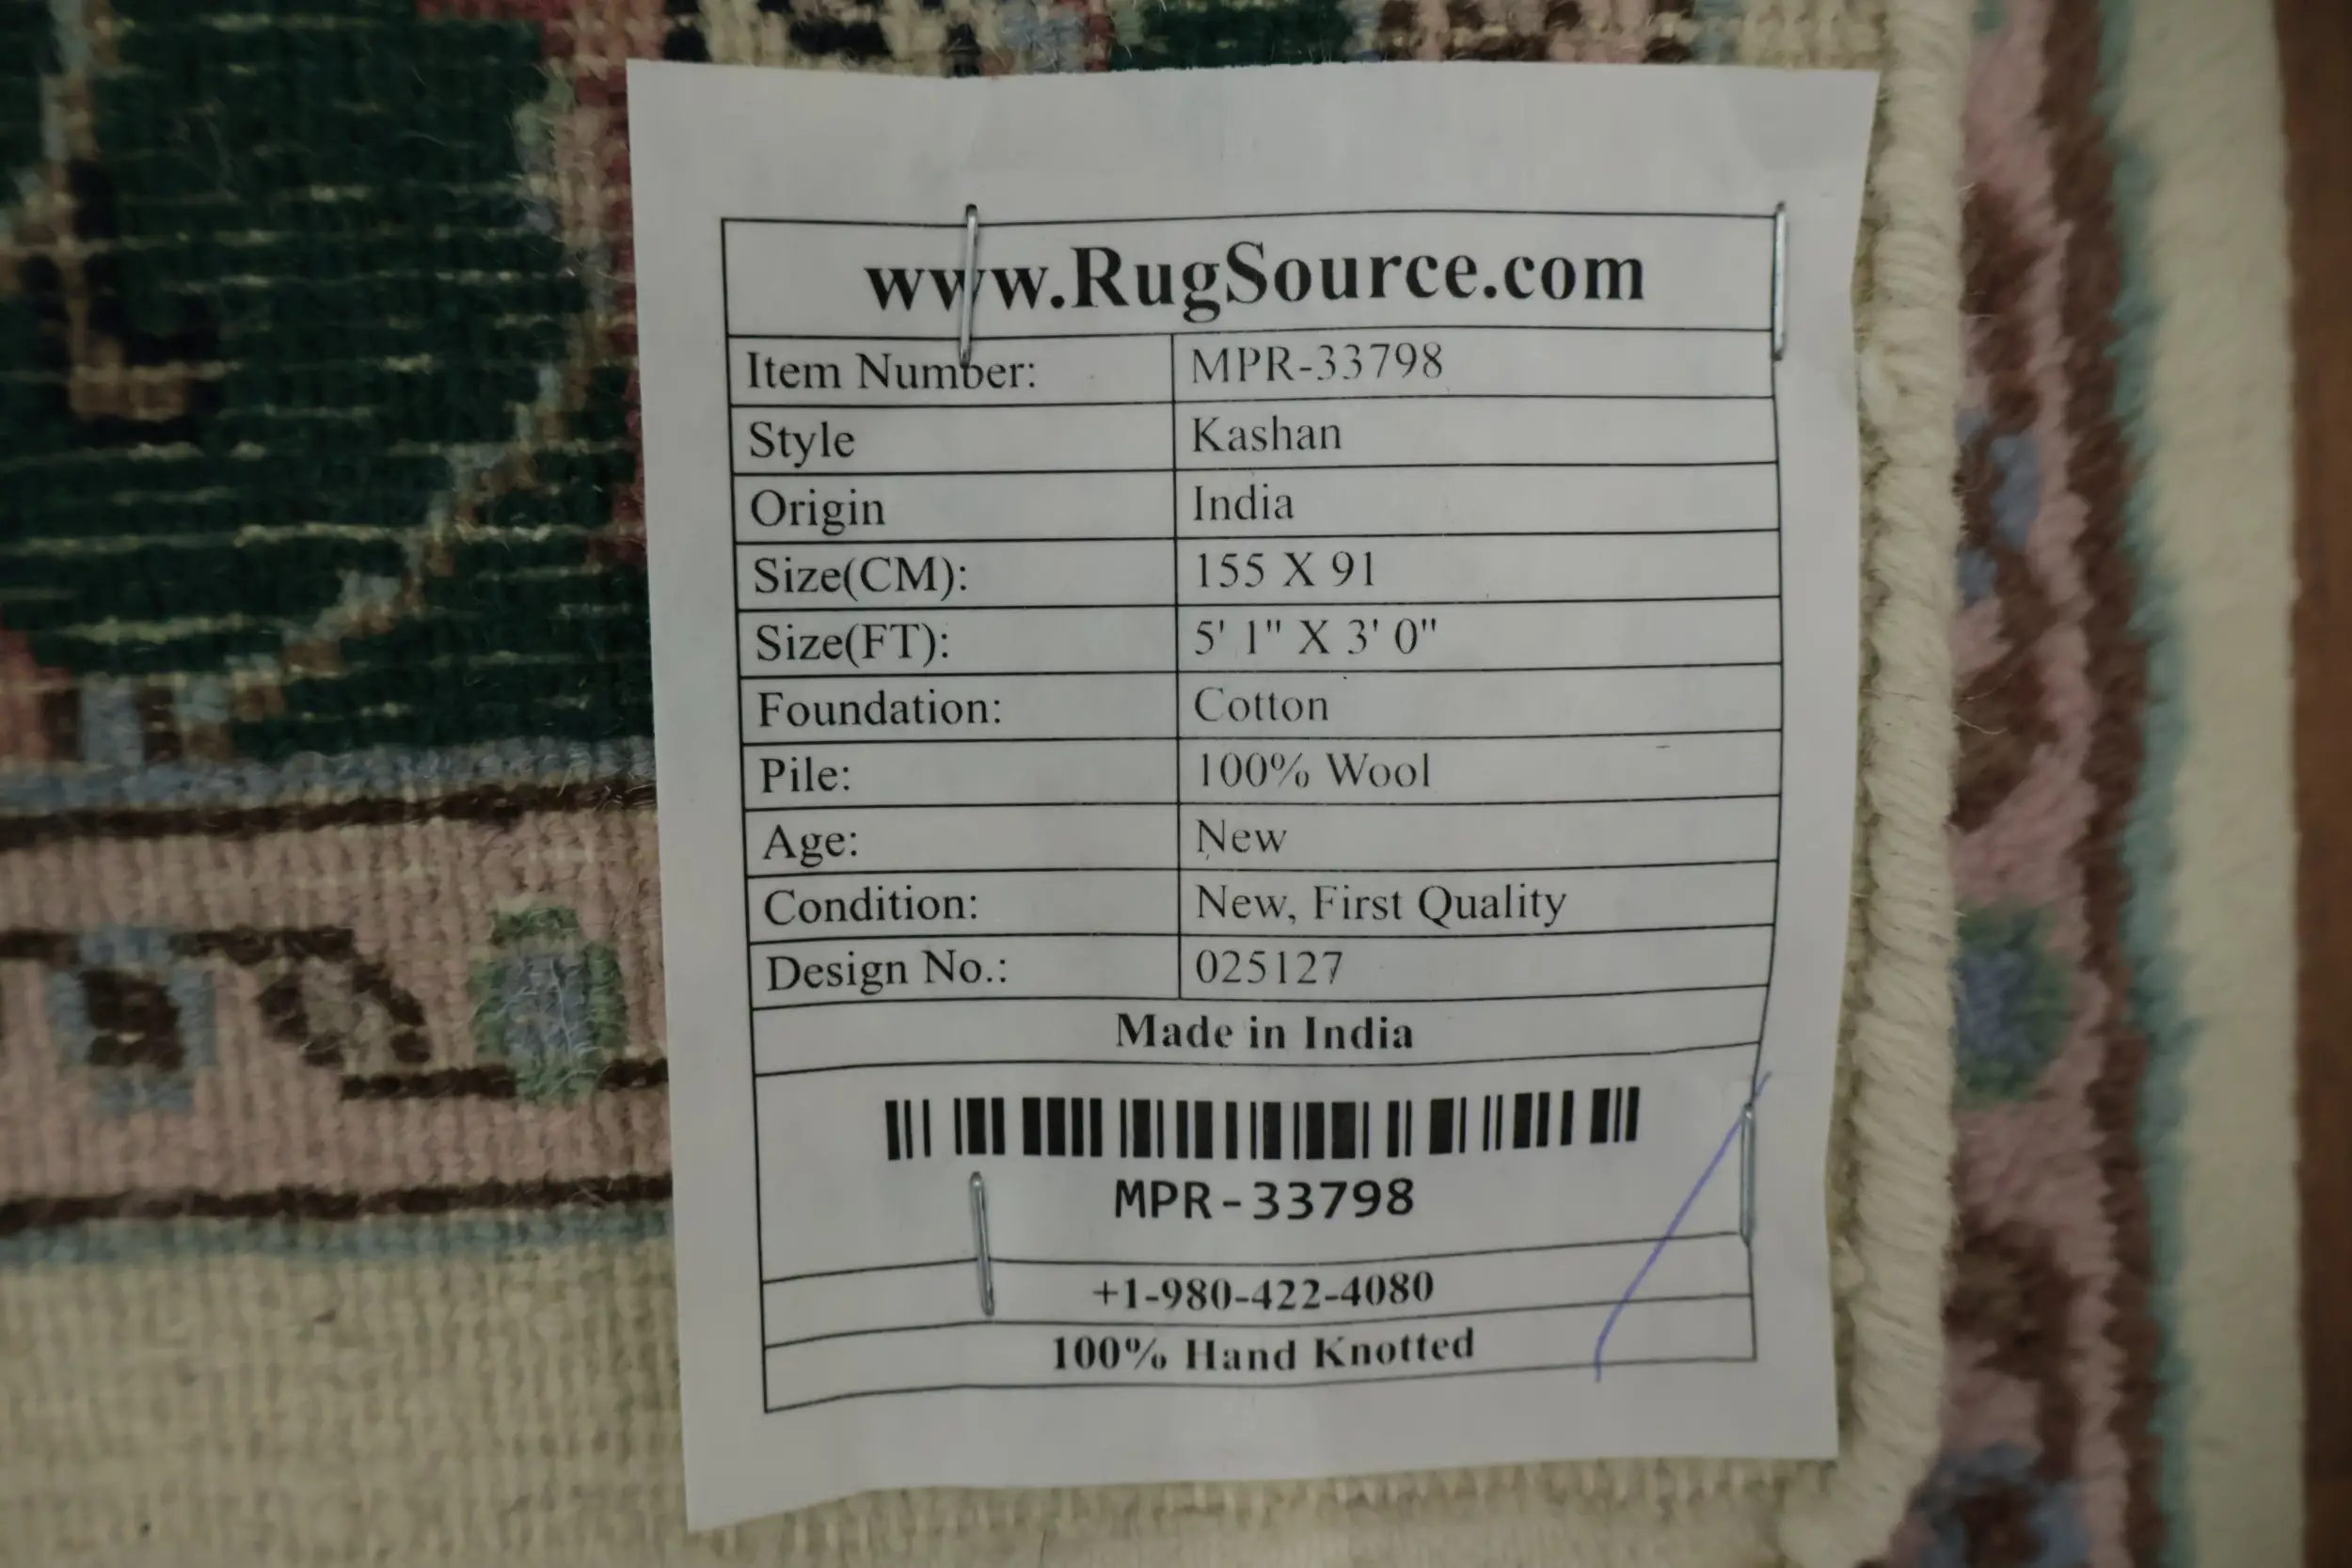 www.RugSource.com
Item Number: MPR-33798
Style Kashan
Origin India
Size(CM): 155 X 91
Size(FT): 5' 1" X 3' 0"
Foundation: Cotton
Pile: 100% Wool
Age: New
Condition: New, First Quality
Design No.: 025127
Made in India
MPR-33798
+1-980-422-4080
100% Hand Knotted